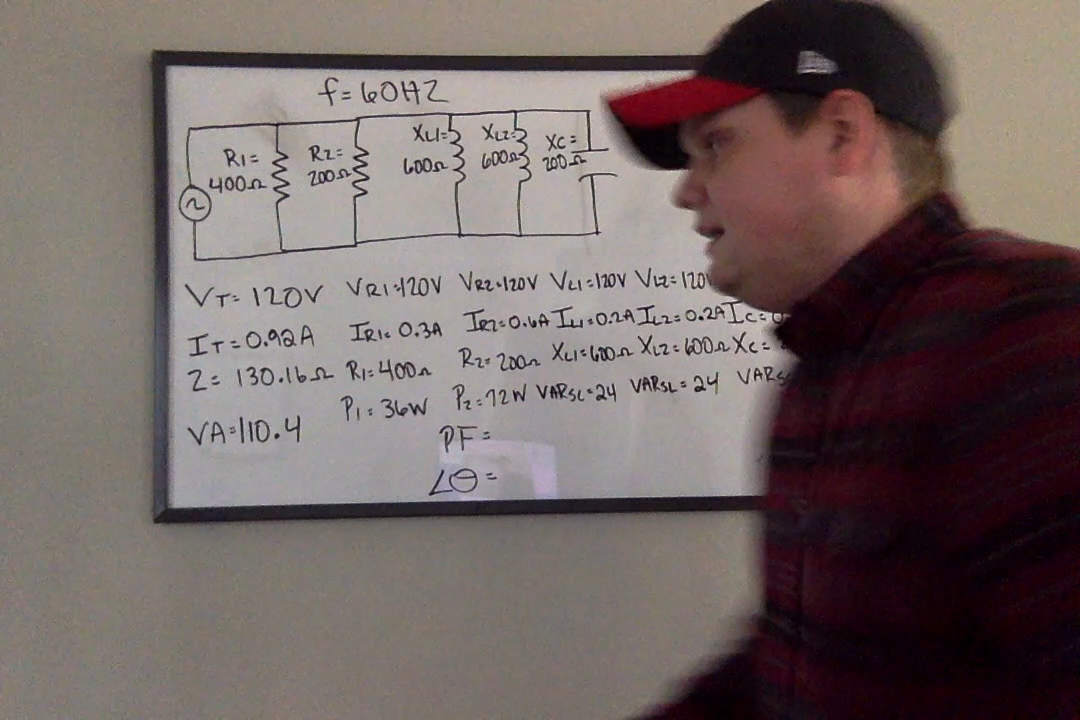 f=60HZ
R1= 400Ω
R2= 200Ω
XL1= 600Ω
XL2= 600Ω
XC= 200Ω
VT= 120V VR1=120V VR2=120V VL1=120V VL2=120V
IT=0.92A IR1=0.3A IR2=0.6A IL1=0.2A IL2=0.2A IC=
Z= 130.16Ω R1=400Ω R2=200Ω XL1=600Ω XL2=600Ω XC=
VA=110.4 P1=36W P2=72W VARSL=24 VARSL=24 VARS
PF=
∠θ=